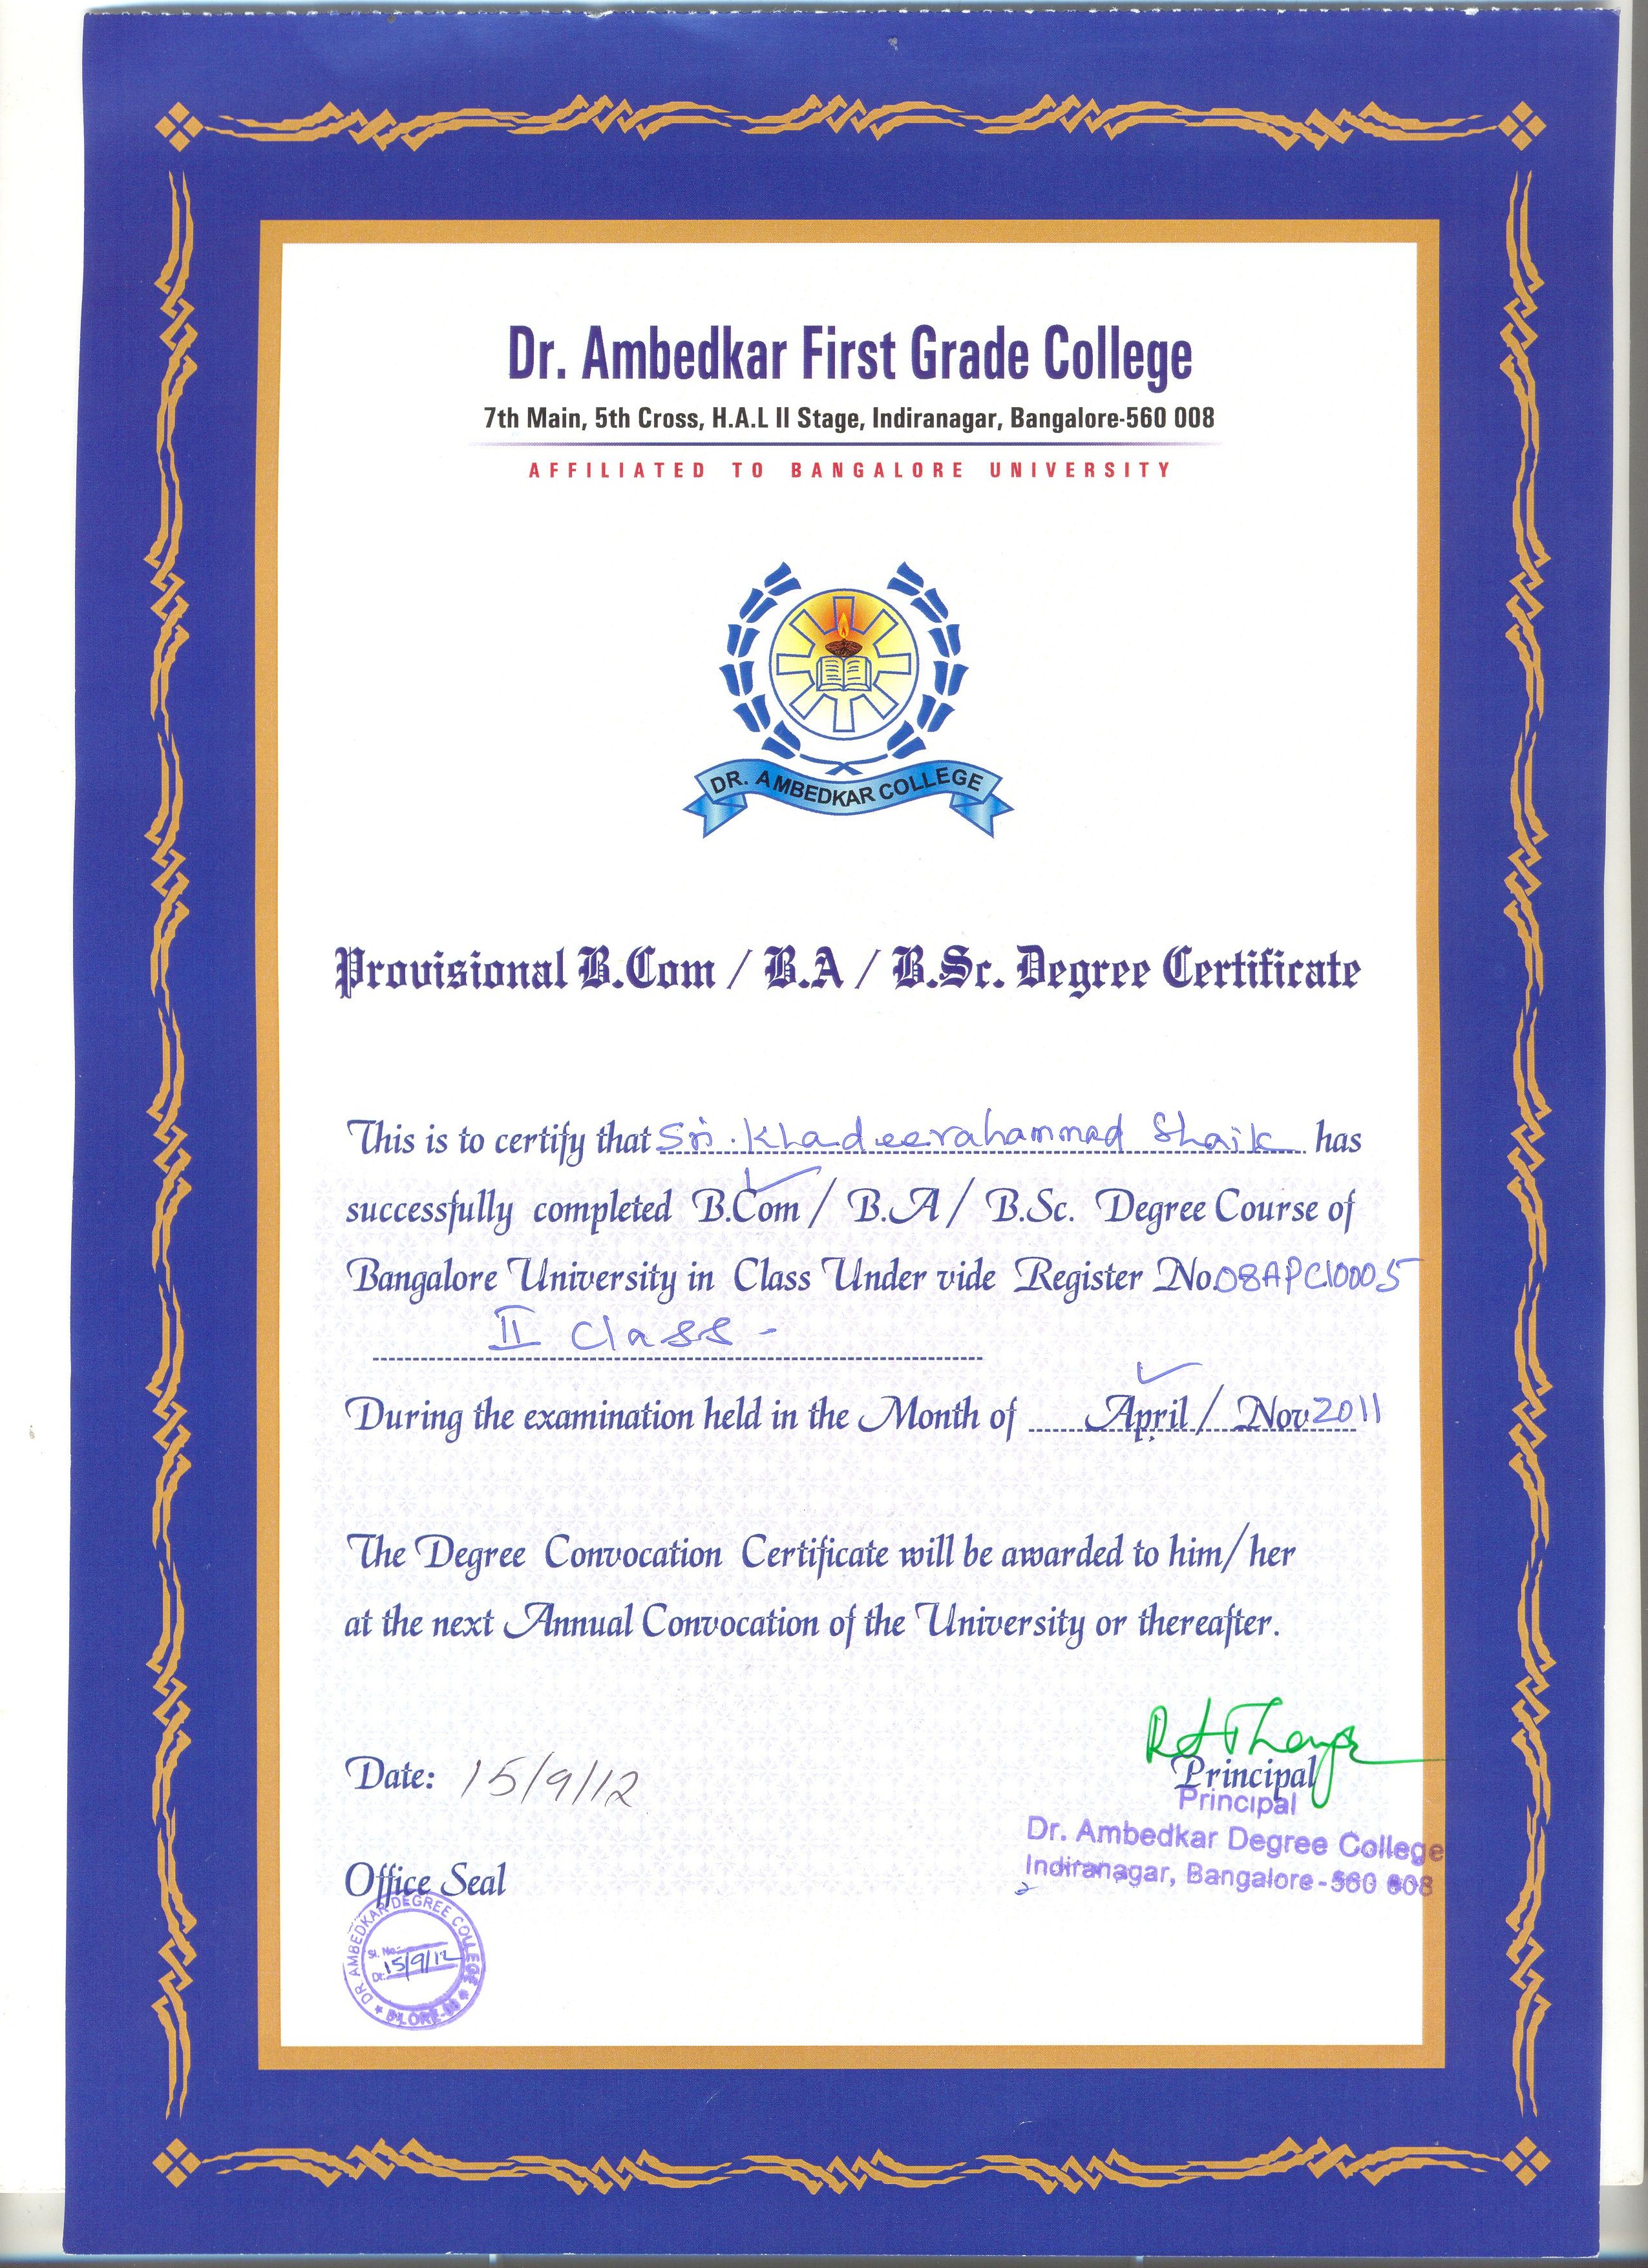 Dr. Ambedkar First Grade College
7th Main, 5th Cross, H.A.L II Stage, Indiranagar, Bangalore-560 008
AFFILIATED TO BANGALORE UNIVERSITY
DR. AMBEDKAR COLLEGE
Provisional B.Com / B.A / B.Sc. Degree Certificate
This is to certify that Sri. Khadeerahammad Shaik has
successfully completed B.Com / B.A / B.Sc. Degree Course of
Bangalore University in Class Under vide Register No. 08APC10005
II Class -
During the examination held in the Month of April / Nov 2011
The Degree Convocation Certificate will be awarded to him/her
at the next Annual Convocation of the University or thereafter.
Date: 15/9/12
Principal
Principal
Dr. Ambedkar Degree College
Indiranagar, Bangalore - 560 008
Office Seal
DR. AMBEDKAR DEGREE COLLEGE
Sl. No:
Dt. 15/9/12